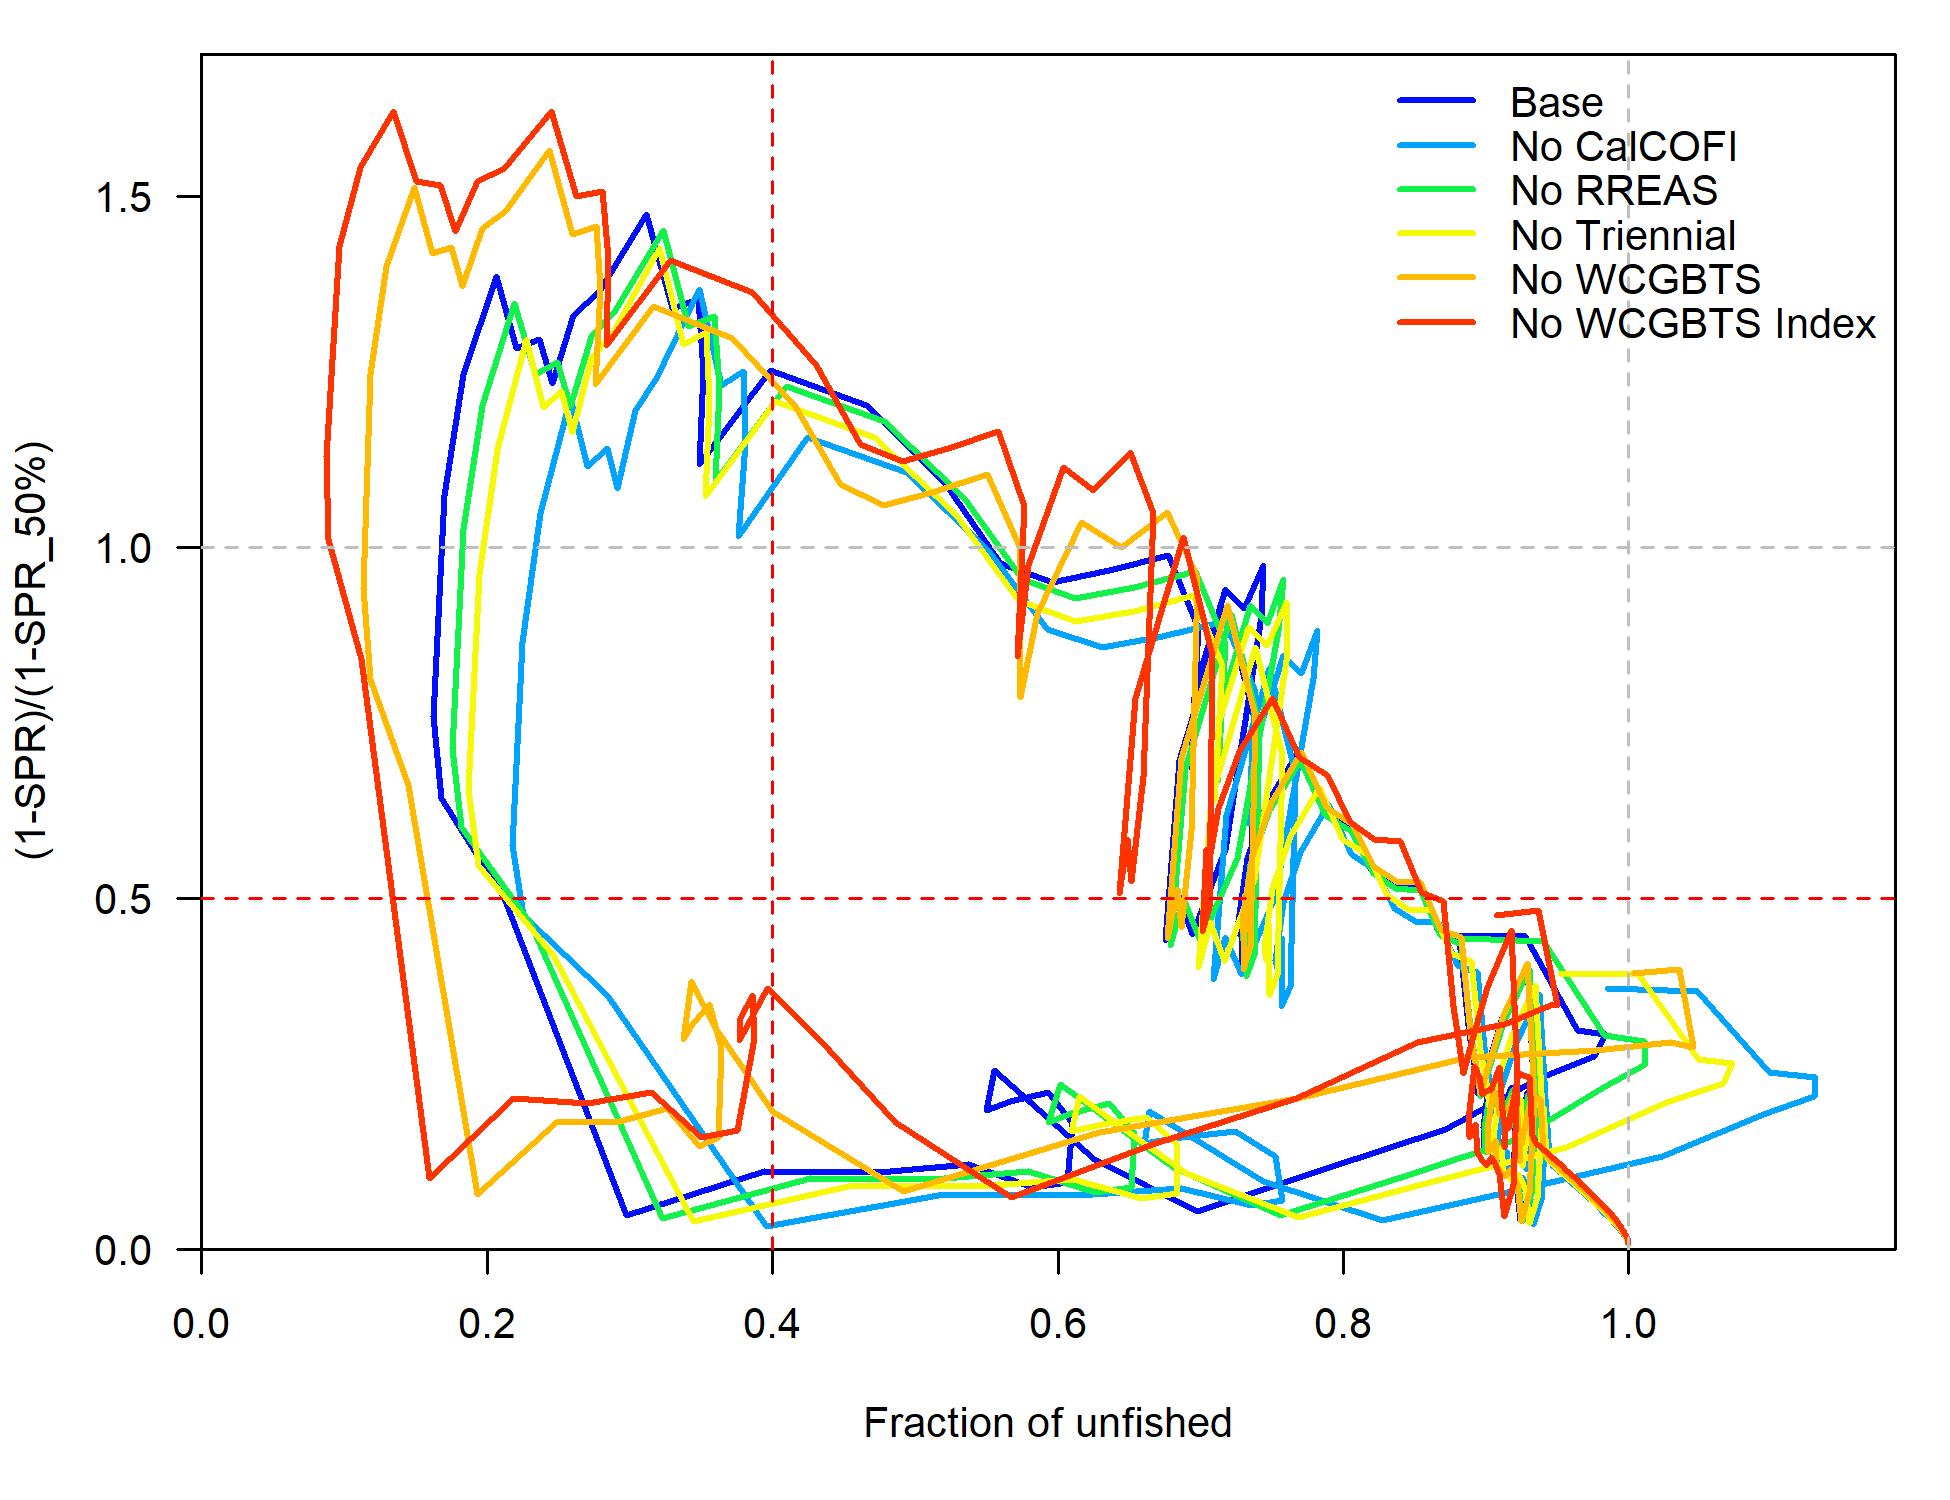 Base
No CalCOFI
No RREAS
No Triennial
No WCGBTS
No WCGBTS Index
(1-SPR)/(1-SPR_50%)
1.5
1.0
0.5
0.0
0.0 0.2 0.4 0.6 0.8 1.0
Fraction of unfished